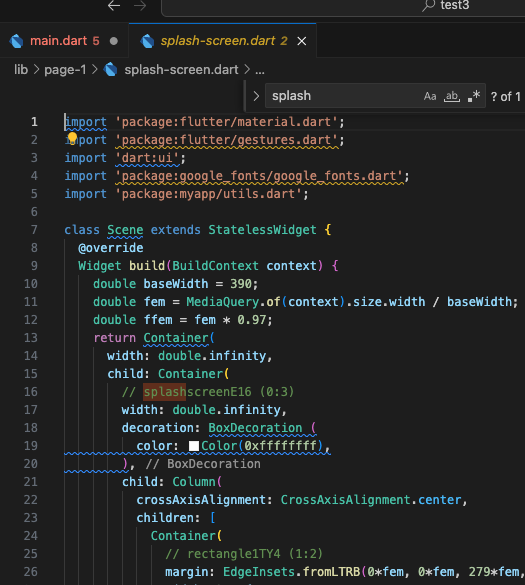 test3
main.dart 5
splash-screen.dart 2
lib > page-1 > splash-screen.dart > ...
splash Aa ab .* ? of 1
1 import 'package:flutter/material.dart';
2 import 'package:flutter/gestures.dart';
3 import 'dart:ui';
4 import 'package:google_fonts/google_fonts.dart';
5 import 'package:myapp/utils.dart';
6
7 class Scene extends StatelessWidget {
8 @override
9 Widget build(BuildContext context) {
10 double baseWidth = 390;
11 double fem = MediaQuery.of(context).size.width / baseWidth;
12 double ffem = fem * 0.97;
13 return Container(
14 width: double.infinity,
15 child: Container(
16 // splashscreenE16 (0:3)
17 width: double.infinity,
18 decoration: BoxDecoration (
19 color: Color(0xffffffff),
20 ), // BoxDecoration
21 child: Column(
22 crossAxisAlignment: CrossAxisAlignment.center,
23 children: [
24 Container(
25 // rectangle1TY4 (1:2)
26 margin: EdgeInsets.fromLTRB(0*fem, 0*fem, 279*fem,